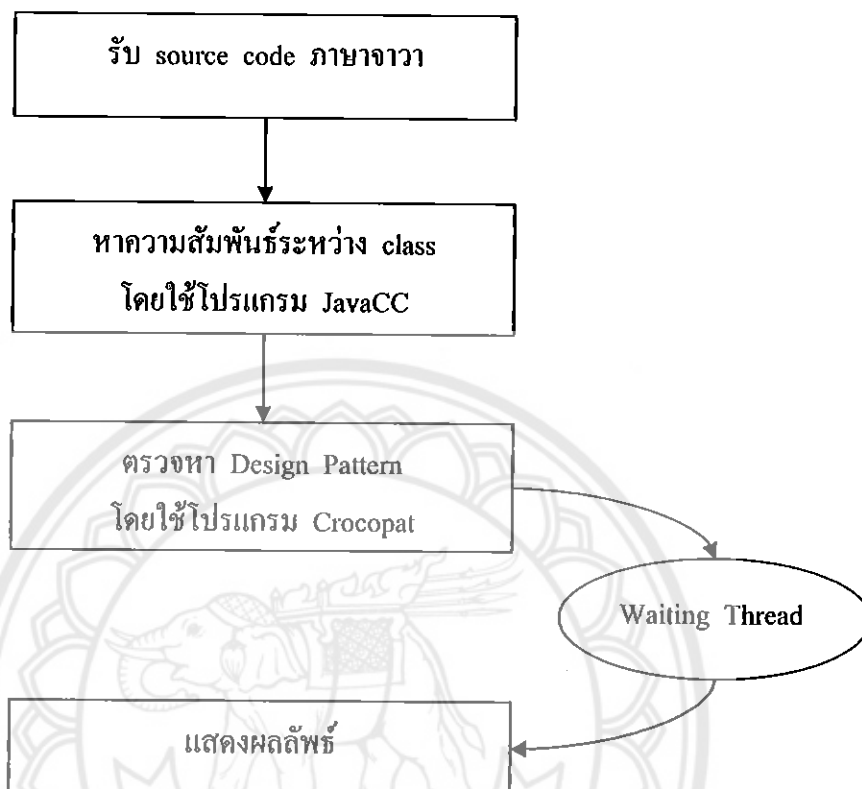 รับ source code ภาษาจาวา
หาความสัมพันธ์ระหว่าง class
โดยใช้โปรแกรม JavaCC
ตรวจหา Design Pattern
โดยใช้โปรแกรม Crocopat
Waiting Thread
แสดงผลลัพธ์